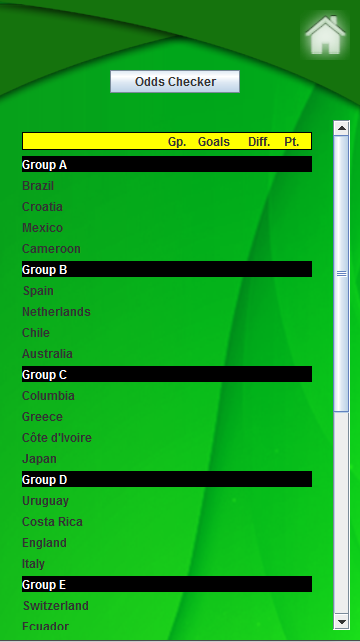 Odds Checker
Gp. Goals Diff. Pt.
Group A
Brazil
Croatia
Mexico
Cameroon
Group B
Spain
Netherlands
Chile
Australia
Group C
Columbia
Greece
Côte d'Ivoire
Japan
Group D
Uruguay
Costa Rica
England
Italy
Group E
Switzerland
Ecuador